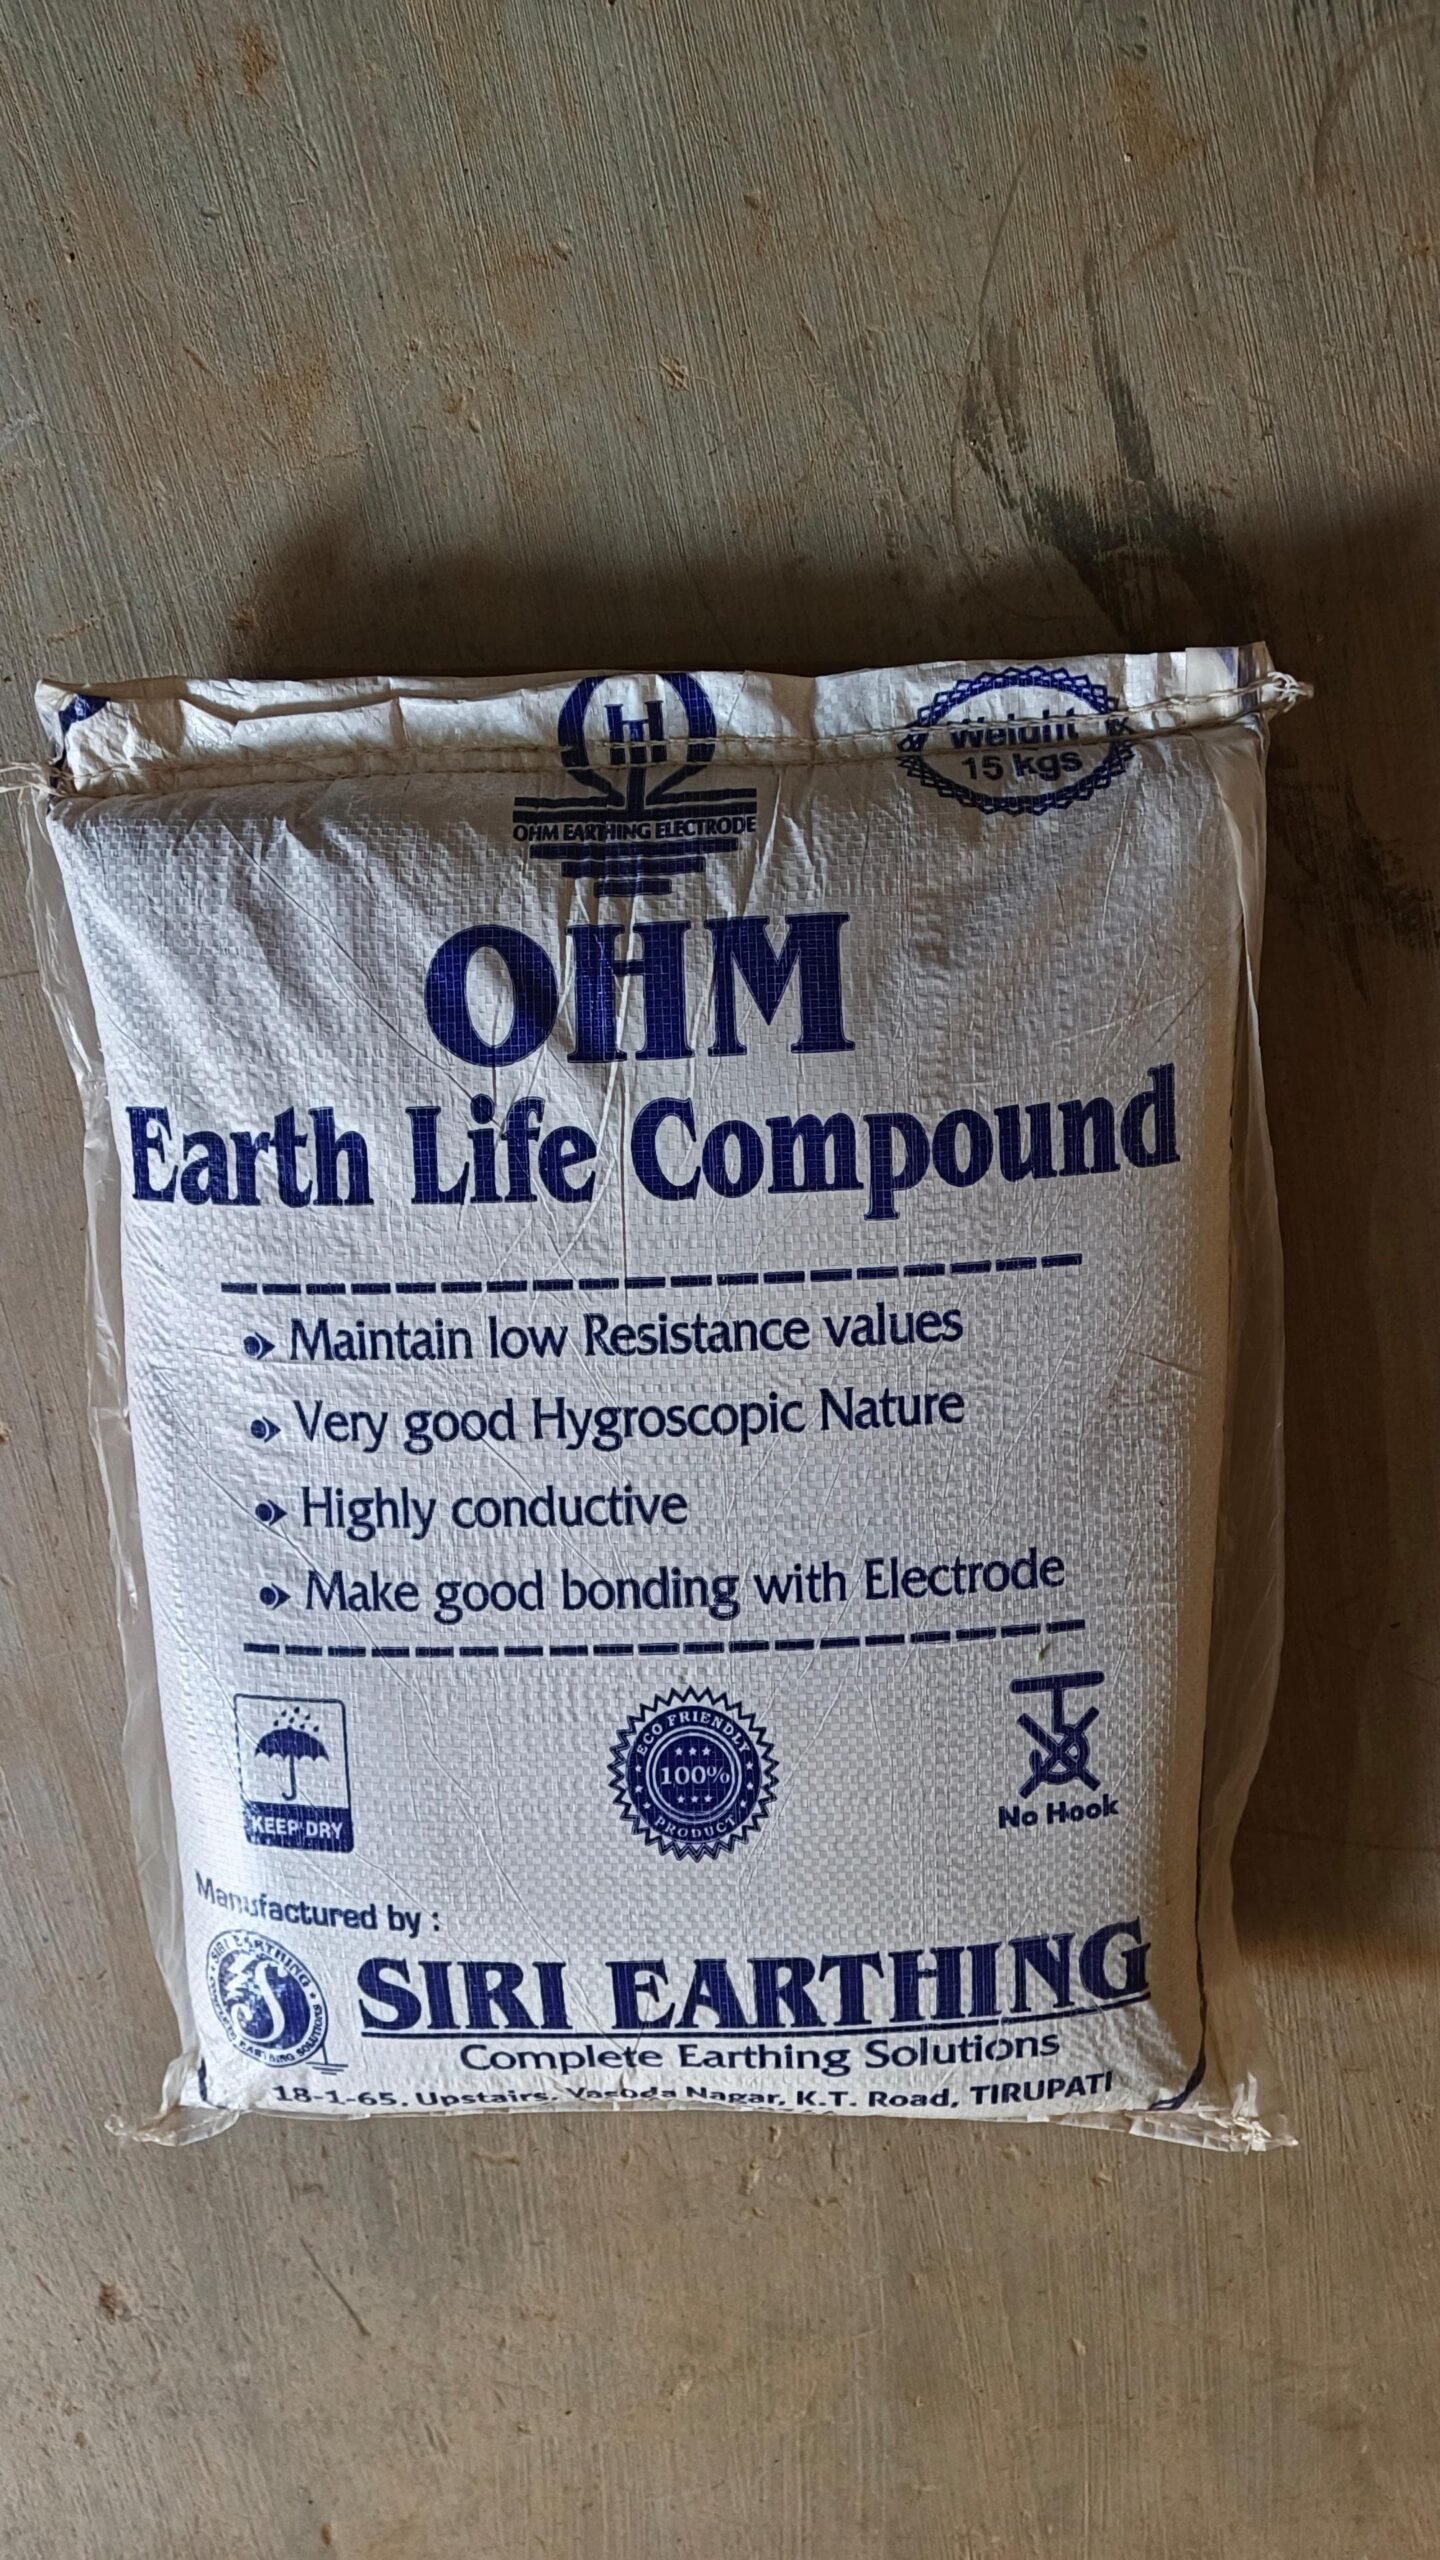 Weight
15 kgs
OHM EARTHING ELECTRODE
OHM
Earth Life Compound
Maintain low Resistance values
Very good Hygroscopic Nature
Highly conductive
Make good bonding with Electrode
KEEP DRY
ECO FRIENDLY
100%
PRODUCT
No Hook
Manufactured by :
SIRI EARTHING
SIRI EARTHING
Complete Earthing Solutions
18-1-65, Upstairs, Yasoda Nagar, K.T. Road, TIRUPATI